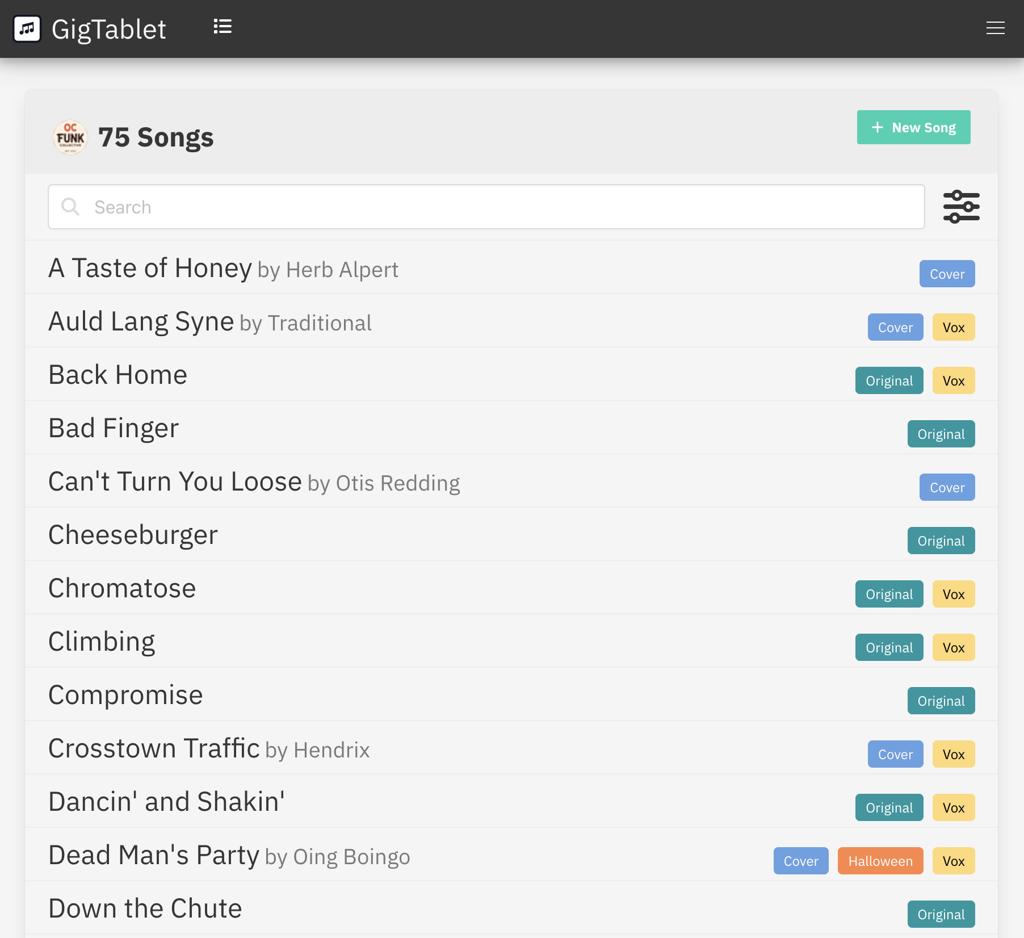 GigTablet
OC
FUNK
COLLECTIVE
75 Songs
+ New Song
Search
A Taste of Honey by Herb Alpert Cover
Auld Lang Syne by Traditional Cover Vox
Back Home Original Vox
Bad Finger Original
Can't Turn You Loose by Otis Redding Cover
Cheeseburger Original
Chromatose Original Vox
Climbing Original Vox
Compromise Original
Crosstown Traffic by Hendrix Cover Vox
Dancin' and Shakin' Original Vox
Dead Man's Party by Oing Boingo Cover Halloween Vox
Down the Chute Original